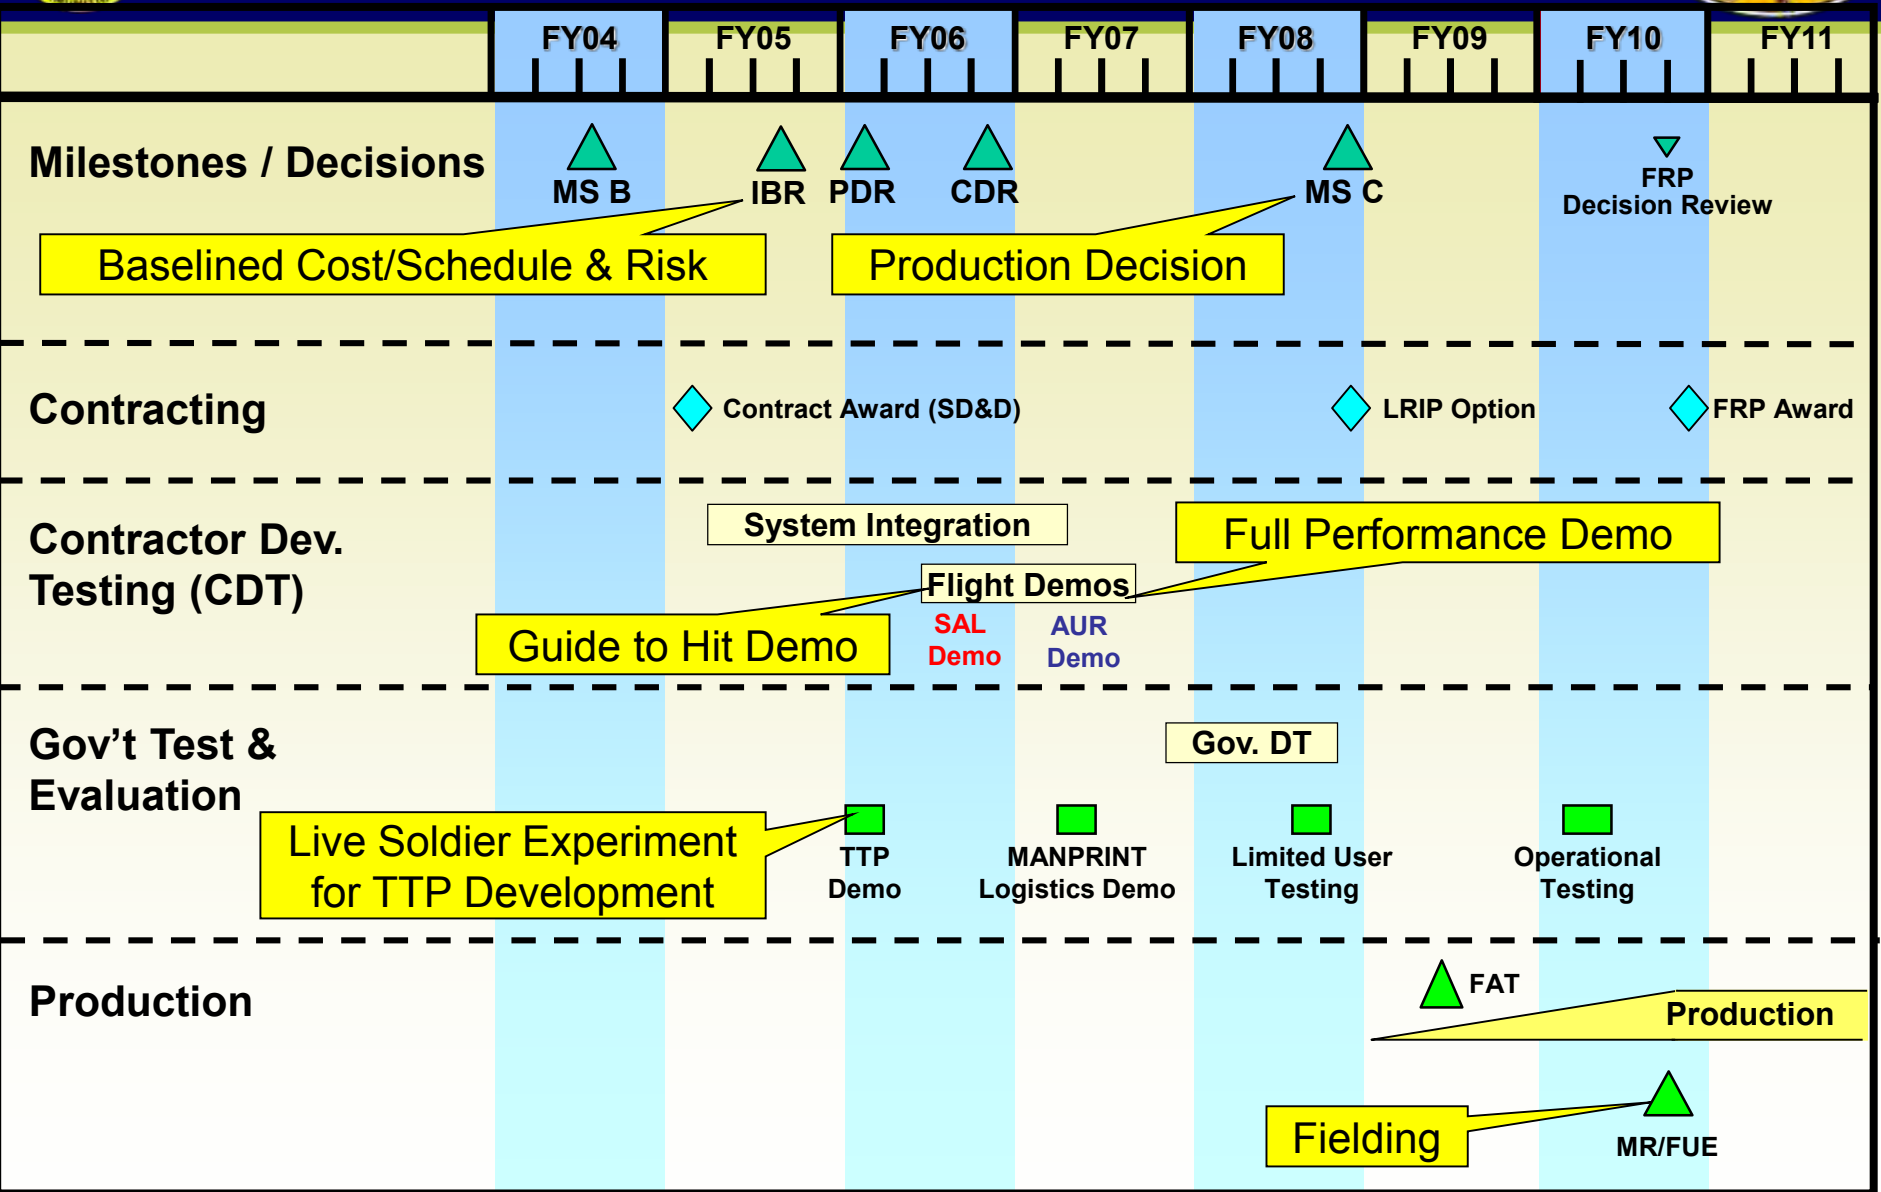 FY04 FY05 FY06 FY07 FY08 FY09 FY10 FY11
Milestones / Decisions
MS B
IBR
PDR
CDR
MS C
FRP
Decision Review
Baselined Cost/Schedule & Risk
Production Decision
Contracting
Contract Award (SD&D)
LRIP Option
FRP Award
Contractor Dev.
Testing (CDT)
System Integration
Full Performance Demo
Flight Demos
Guide to Hit Demo
SAL
Demo
AUR
Demo
Gov't Test &
Evaluation
Gov. DT
Live Soldier Experiment
for TTP Development
TTP
Demo
MANPRINT
Logistics Demo
Limited User
Testing
Operational
Testing
Production
FAT
Production
Fielding
MR/FUE